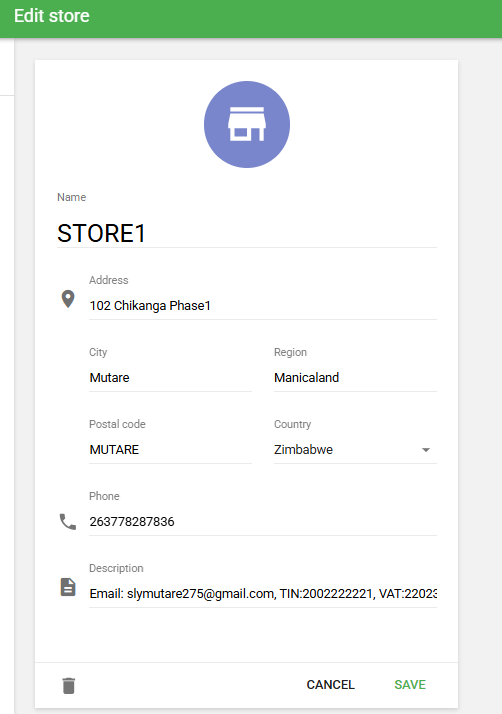 Edit store
Name
STORE1
Address
102 Chikanga Phase1
City
Region
Mutare
Manicaland
Postal code
Country
MUTARE
Zimbabwe
Phone
263778287836
Description
Email: slymutare275@gmail.com, TIN:2002222221, VAT:22023
CANCEL
SAVE